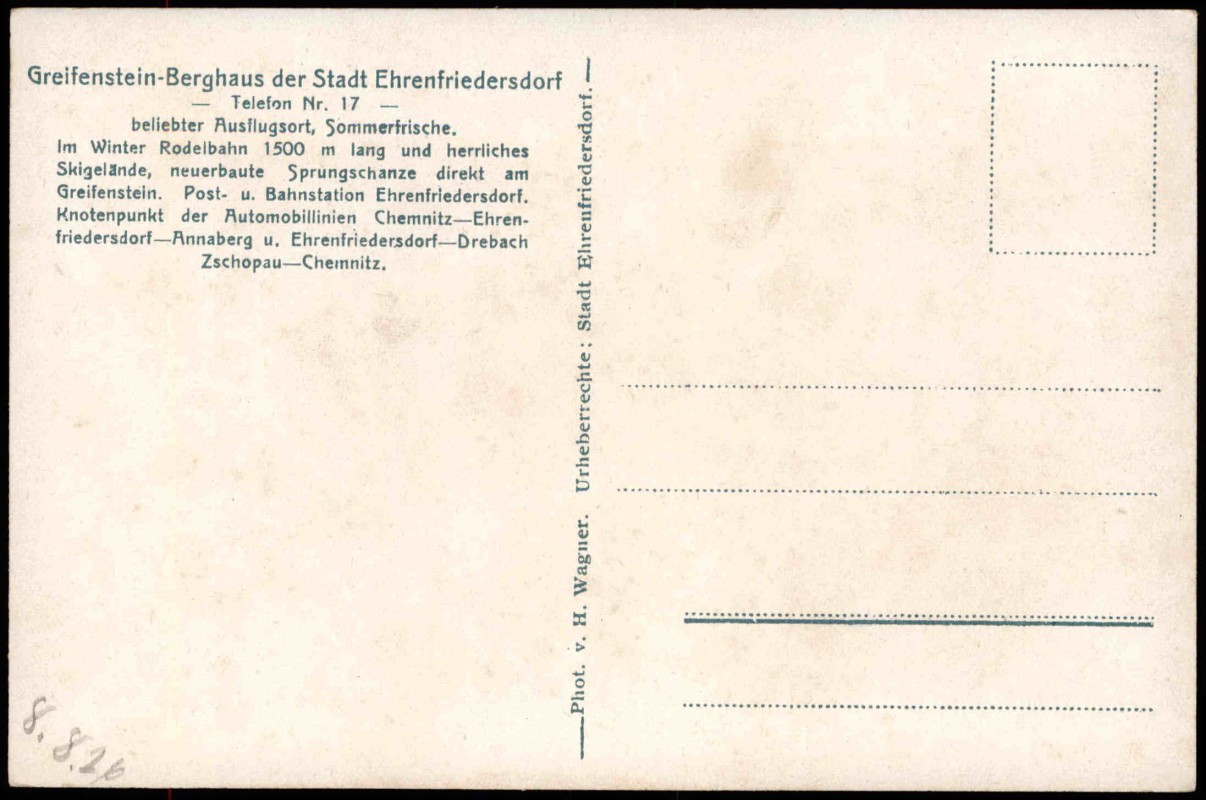 Greifenstein-Berghaus der Stadt Ehrenfriedersdorf
— Telefon Nr. 17 —
beliebter Ausflugsort, Sommerfrische.
Im Winter Rodelbahn 1500 m lang und herrliches
Skigelände, neuerbaute Sprungschanze direkt am
Greifenstein. Post- u. Bahnstation Ehrenfriedersdorf.
Knotenpunkt der Automobillinien Chemnitz—Ehren-
friedersdorf—Annaberg u. Ehrenfriedersdorf—Drebach
Zschopau—Chemnitz.
Phot. v. H. Wagner. Urheberrechte: Stadt Ehrenfriedersdorf.
8. 8.26